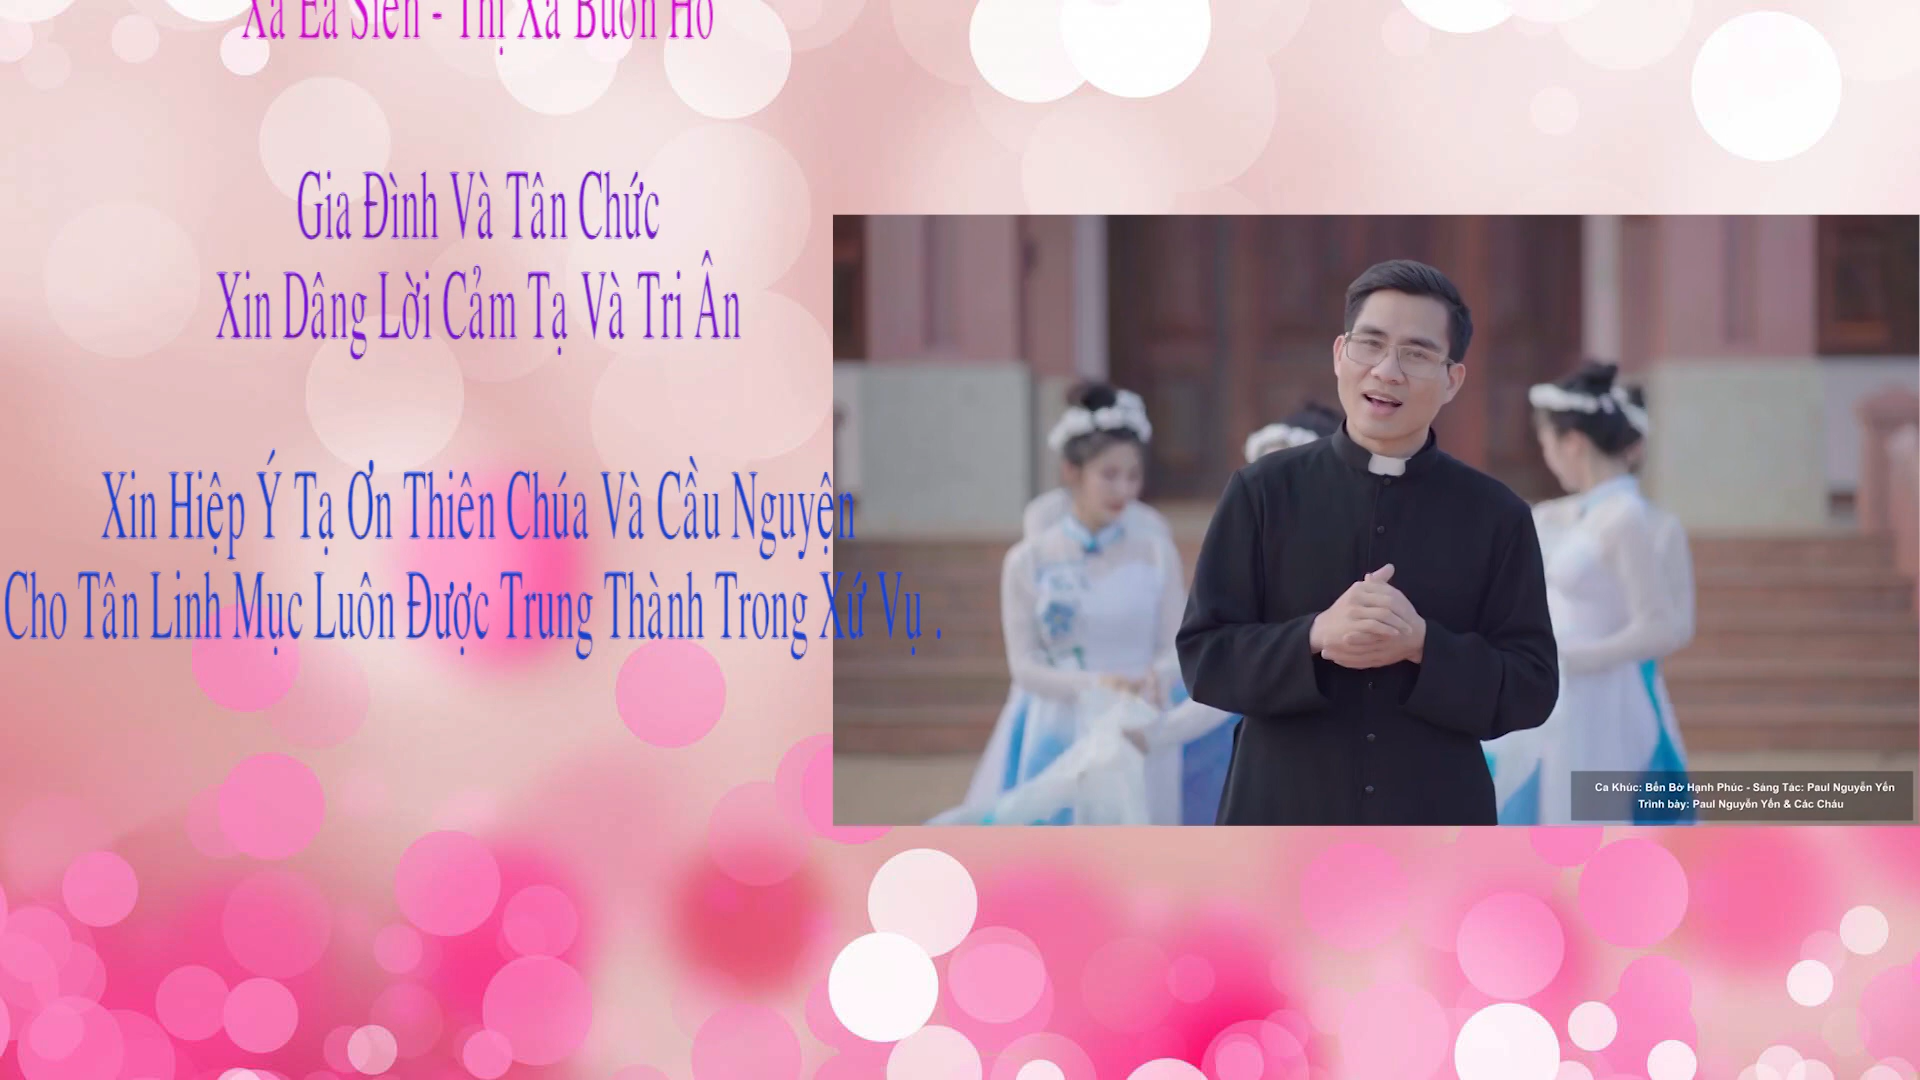 Xã Ea Siên - Thị Xã Buôn Hồ
Gia Đình Và Tân Chức
Xin Dâng Lời Cảm Tạ Và Tri Ân
Xin Hiệp Ý Tạ Ơn Thiên Chúa Và Cầu Nguyện
Cho Tân Linh Mục Luôn Được Trung Thành Trong Xứ Vụ .
Ca Khúc: Bến Bờ Hạnh Phúc - Sáng Tác: Paul Nguyễn Yến
Trình bày: Paul Nguyễn Yến & Các Cháu